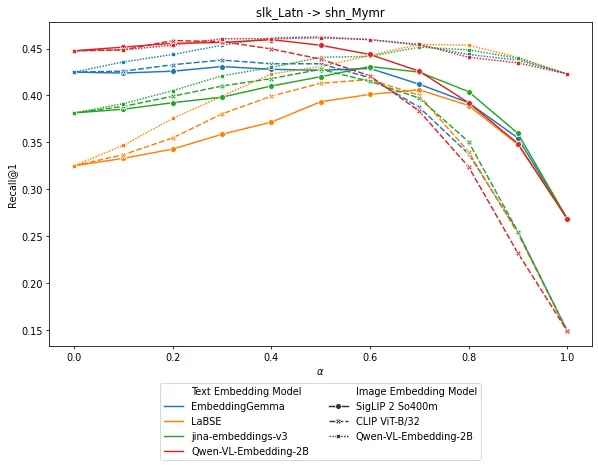 slk_Latn -> shn_Mymr
Recall@1
0.45
0.40
0.35
0.30
0.25
0.20
0.15
0.0
0.2
0.4
0.6
0.8
1.0
α
Text Embedding Model
EmbeddingGemma
LaBSE
jina-embeddings-v3
Qwen-VL-Embedding-2B
Image Embedding Model
SigLIP 2 So400m
CLIP ViT-B/32
Qwen-VL-Embedding-2B